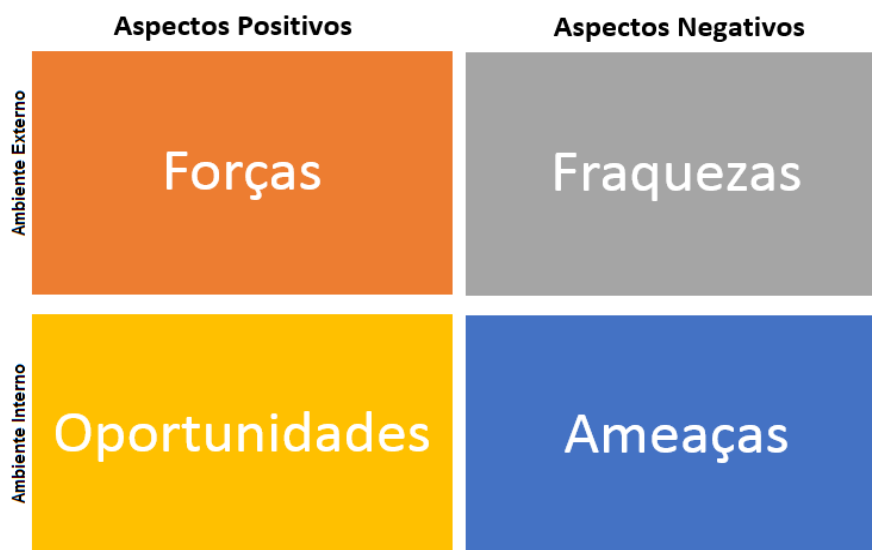 Aspectos Positivos
Aspectos Negativos
Ambiente Externo
Forças
Fraquezas
Ambiente Interno
Oportunidades
Ameaças